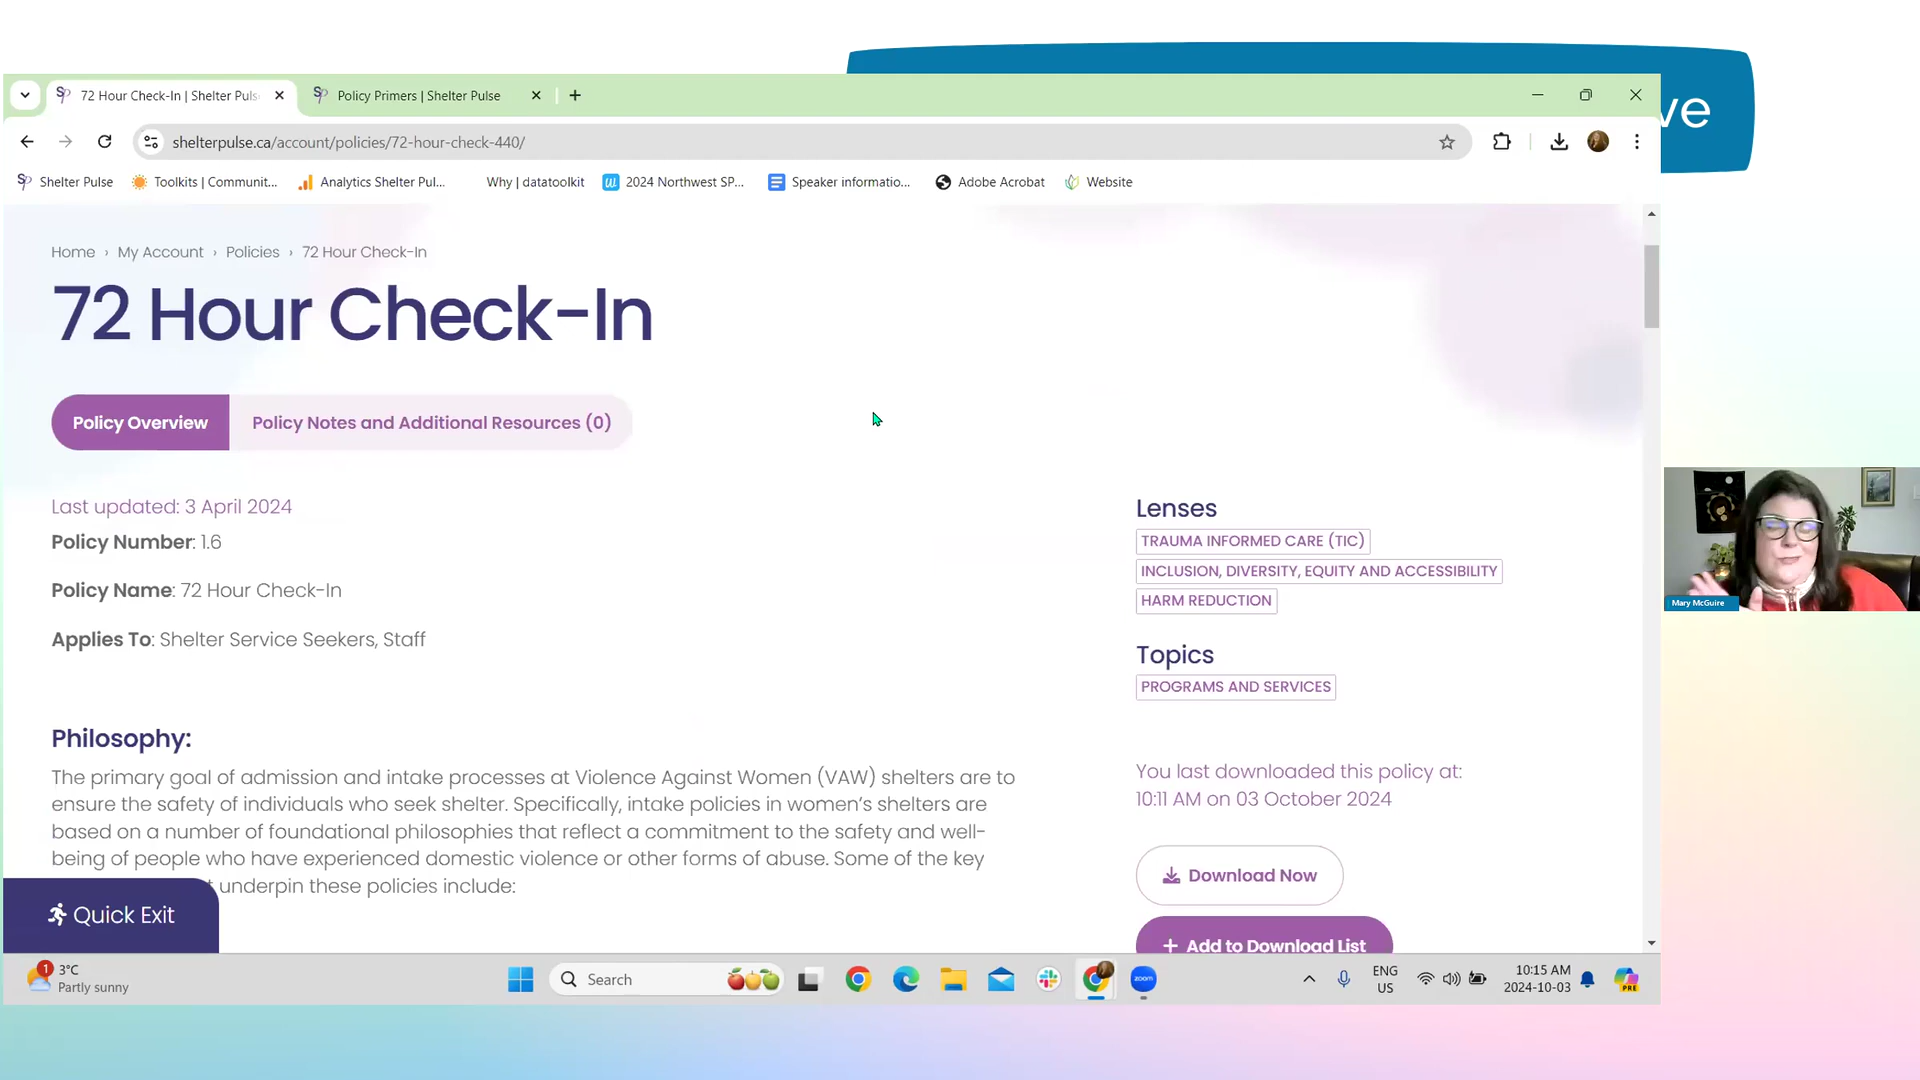 ve
72 Hour Check-In | Shelter Puls
Policy Primers | Shelter Pulse
shelterpulse.ca/account/policies/72-hour-check-440/
Shelter Pulse
Toolkits | Communit...
Analytics Shelter Pul...
Why | datatoolkit
2024 Northwest SP...
Speaker informatio...
Adobe Acrobat
Website
Home › My Account › Policies › 72 Hour Check-In
72 Hour Check-In
Policy Overview
Policy Notes and Additional Resources (0)
Last updated: 3 April 2024
Policy Number: 1.6
Policy Name: 72 Hour Check-In
Applies To: Shelter Service Seekers, Staff
Philosophy:
The primary goal of admission and intake processes at Violence Against Women (VAW) shelters are to
ensure the safety of individuals who seek shelter. Specifically, intake policies in women's shelters are
based on a number of foundational philosophies that reflect a commitment to the safety and well-
being of people who have experienced domestic violence or other forms of abuse. Some of the key
underpin these policies include:
Lenses
TRAUMA INFORMED CARE (TIC)
INCLUSION, DIVERSITY, EQUITY AND ACCESSIBILITY
HARM REDUCTION
Topics
PROGRAMS AND SERVICES
You last downloaded this policy at:
10:11 AM on 03 October 2024
Download Now
+ Add to Download List
Quick Exit
Mary McGuire
1
3°C
Partly sunny
Search
zoom
ENG
US
10:15 AM
2024-10-03
PRE